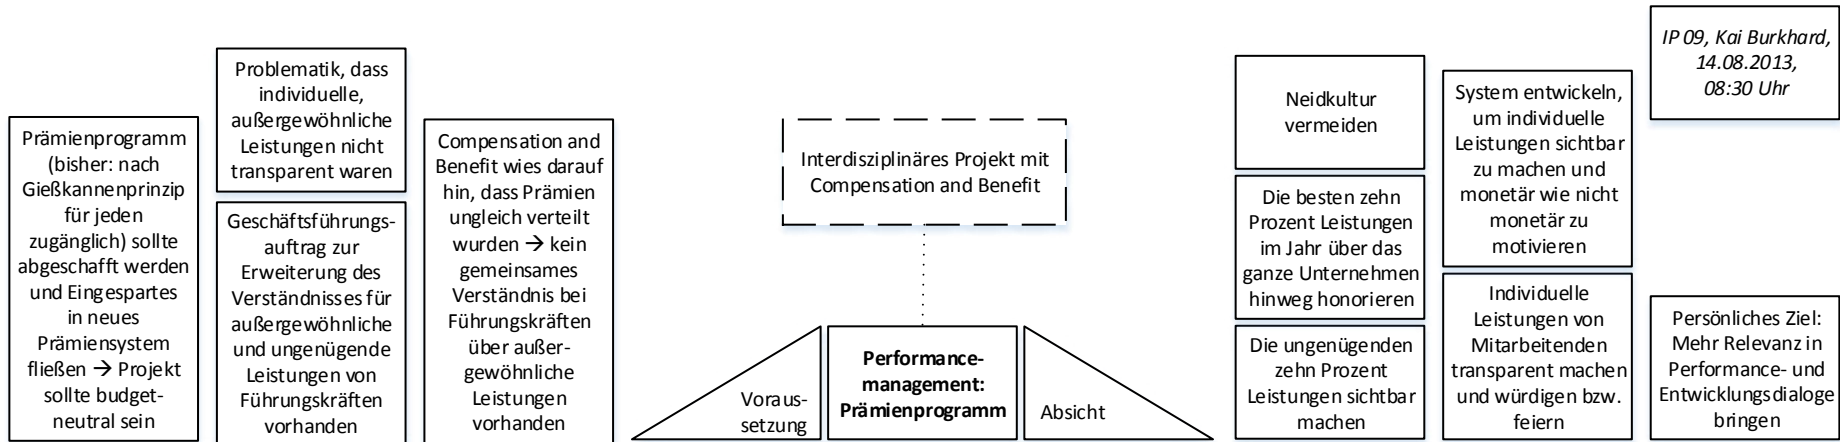 Prämienprogramm
(bisher: nach
Gießkannenprinzip
für jeden
zugänglich) sollte
abgeschafft werden
und Eingespartes
in neues
Prämiensystem
fließen → Projekt
sollte budget-
neutral sein
Problematik, dass
individuelle,
außergewöhnliche
Leistungen nicht
transparent waren
Geschäftsführungs-
auftrag zur
Erweiterung des
Verständnisses für
außergewöhnliche
und ungenügende
Leistungen von
Führungskräften
vorhanden
Compensation and
Benefit wies darauf
hin, dass Prämien
ungleich verteilt
wurden → kein
gemeinsames
Verständnis bei
Führungskräften
über außer-
gewöhnliche
Leistungen
vorhanden
Interdisziplinäres Projekt mit
Compensation and Benefit
Voraus-
setzung
Performance-
management:
Prämienprogramm
Absicht
Neidkultur
vermeiden
Die besten zehn
Prozent Leistungen
im Jahr über das
ganze Unternehmen
hinweg honorieren
Die ungenügenden
zehn Prozent
Leistungen sichtbar
machen
System entwickeln,
um individuelle
Leistungen sichtbar
zu machen und
monetär wie nicht
monetär zu
motivieren
Individuelle
Leistungen von
Mitarbeitenden
transparent machen
und würdigen bzw.
feiern
IP 09, Kai Burkhard,
14.08.2013,
08:30 Uhr
Persönliches Ziel:
Mehr Relevanz in
Performance- und
Entwicklungsdialoge
bringen